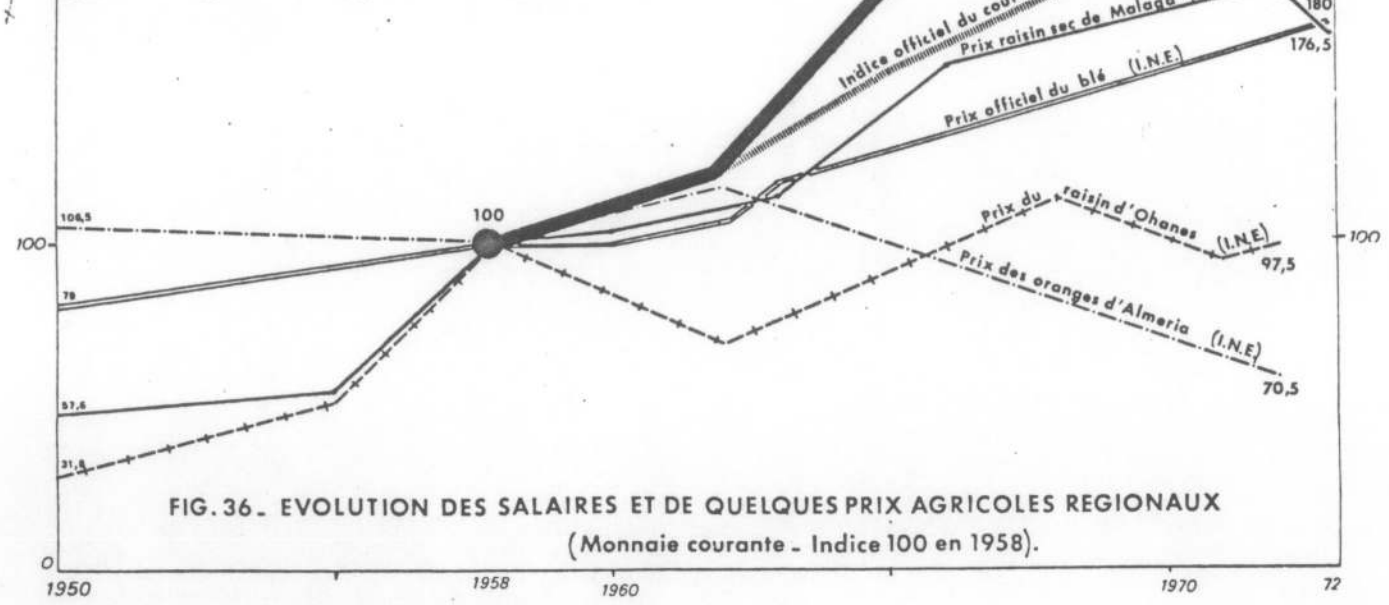 180
Indice officiel du
Prix raisin sec de Malaga
176,5
Prix officiel du blé (I.N.E.)
106,5
100
100
100
Prix du raisin d'Ohanes (I.N.E.)
97,5
79
Prix des oranges d'Almeria (I.N.E)
70,5
57,6
31,8
FIG. 36 _ EVOLUTION DES SALAIRES ET DE QUELQUES PRIX AGRICOLES REGIONAUX
(Monnaie courante _ Indice 100 en 1958).
0
1950 1958 1960 1970 72